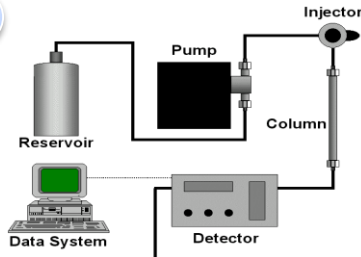 Injector
Pump
Column
Reservoir
Data System
Detector